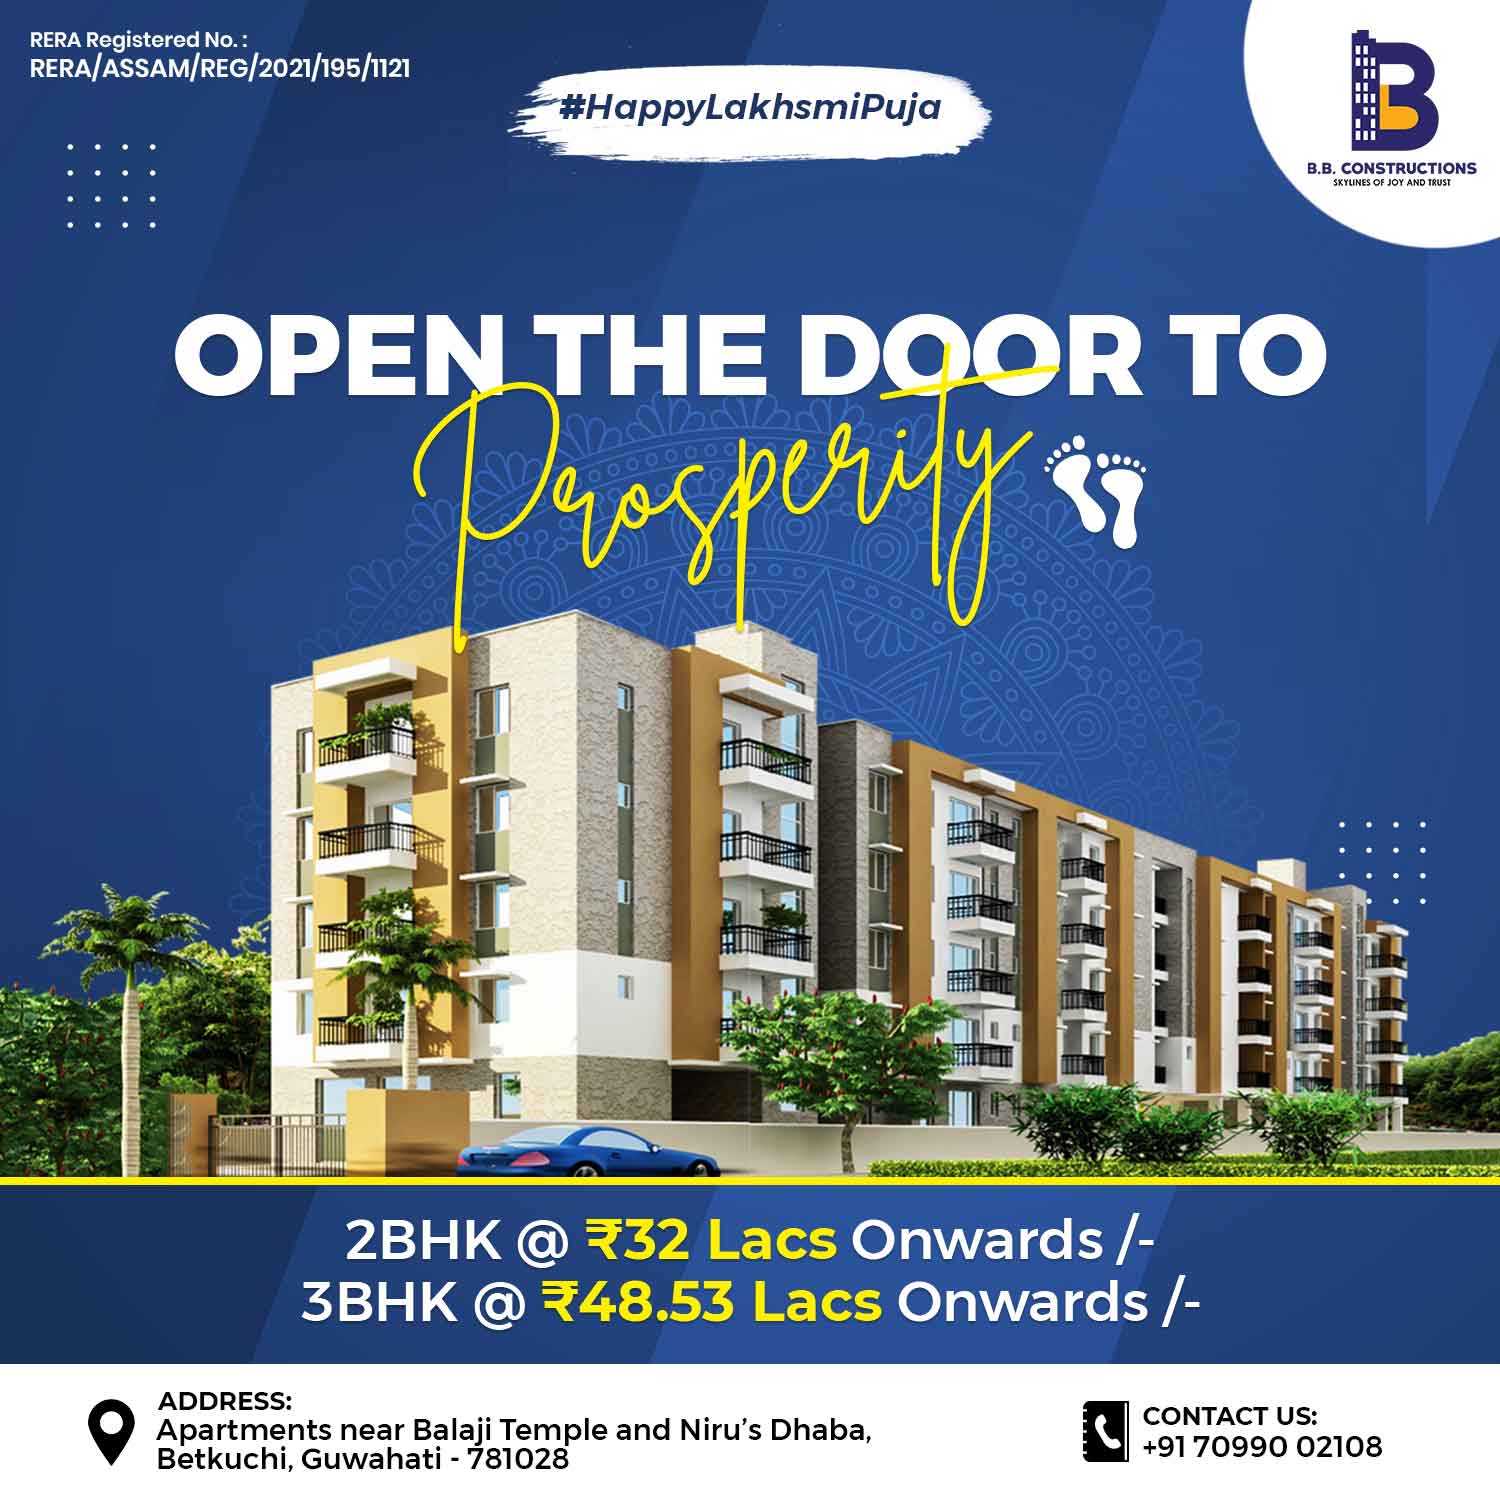 RERA Registered No. :
RERA/ASSAM/REG/2021/195/1121
#HappyLakhsmiPuja
B.B. CONSTRUCTIONS
SKYLINES OF JOY AND TRUST
OPEN THE DOOR TO
Prosperity
2BHK @ ₹32 Lacs Onwards /-
3BHK @ ₹48.53 Lacs Onwards /-
ADDRESS:
Apartments near Balaji Temple and Niru's Dhaba,
Betkuchi, Guwahati - 781028
CONTACT US:
+91 70990 02108